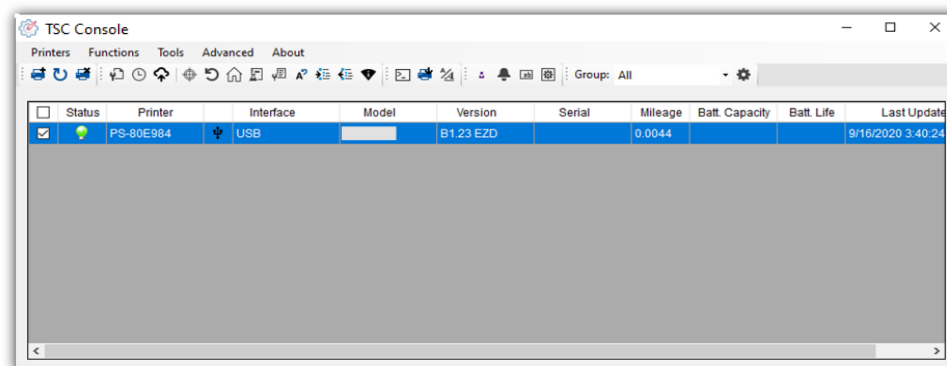 TSC Console
Printers Functions Tools Advanced About
Group: All
Status Printer Interface Model Version Serial Mileage Batt. Capacity Batt. Life Last Update
PS-80E984 USB B1.23 EZD 0.0044 9/16/2020 3:40:24